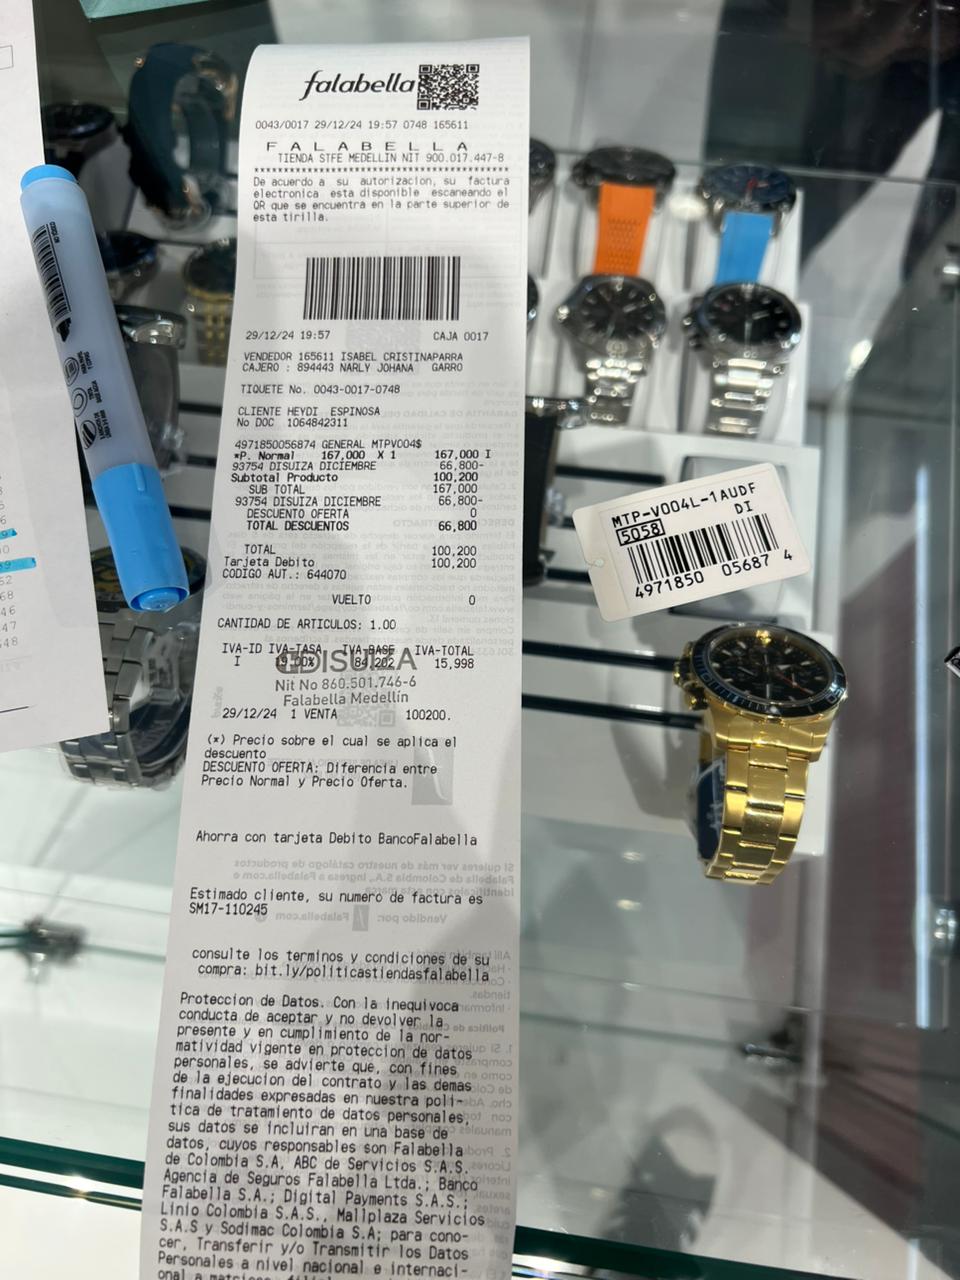 falabella
0043/0017 29/12/24 19:57 0748 165611
F A L A B E L L A
TIENDA STFE MEDELLIN NIT 900.017.447-8
De acuerdo a su autorizacion, su factura
electronica esta disponible escaneando el
QR que se encuentra en la parte superior de
esta tirilla.
29/12/24 19:57 CAJA 0017
VENDEDOR 165611 ISABEL CRISTINAPARRA
CAJERO : 894443 NARLY JOHANA GARRO
TIQUETE No. 0043-0017-0748
CLIENTE HEYDI ESPINOSA
No DOC 1064842311
4971850056874 GENERAL MTPV004$
*P. Normal 167,000 X 1 167,000 I
93754 DISUIZA DICIEMBRE 66,800-
Subtotal Producto 100,200
SUB TOTAL 167,000
93754 DISUIZA DICIEMBRE 66,800-
DESCUENTO OFERTA 0
TOTAL DESCUENTOS 66,800
TOTAL 100,200
Tarjeta Debito 100,200
CODIGO AUT.: 644070
VUELTO 0
CANTIDAD DE ARTICULOS: 1.00
IVA-ID IVA-TASA IVA-BASE IVA-TOTAL
I 19.00% 84,202 15,998
DISUIZA
Nit No 860.501.746-6
Falabella Medellín
29/12/24 1 VENTA 100200.
(*) Precio sobre el cual se aplica el
descuento
DESCUENTO OFERTA: Diferencia entre
Precio Normal y Precio Oferta.
Ahorra con tarjeta Debito BancoFalabella
Estimado cliente, su numero de factura es
SM17-110245
consulte los terminos y condiciones de su
compra: bit.ly/politicastiendasfalabella
Proteccion de Datos. Con la inequivoca
conducta de aceptar y no devolver la
presente y en cumplimiento de la nor-
matividad vigente en proteccion de datos
personales, se advierte que, con fines
de la ejecucion del contrato y las demas
finalidades expresadas en nuestra poli-
tica de tratamiento de datos personales,
sus datos se incluiran en una base de
datos, cuyos responsables son Falabella
de Colombia S.A, ABC de Servicios S.A.S.
Agencia de Seguros Falabella Ltda.; Banco
Falabella S.A.; Digital Payments S.A.S.;
Linio Colombia S.A.S., Mallplaza Servicios
S.A.S y Sodimac Colombia S.A; para cono-
cer, Transferir y/o Transmitir los Datos
Personales a nivel nacional e internaci-
MTP-V004L-1AUDF
5058 DI
4971850 05687 4